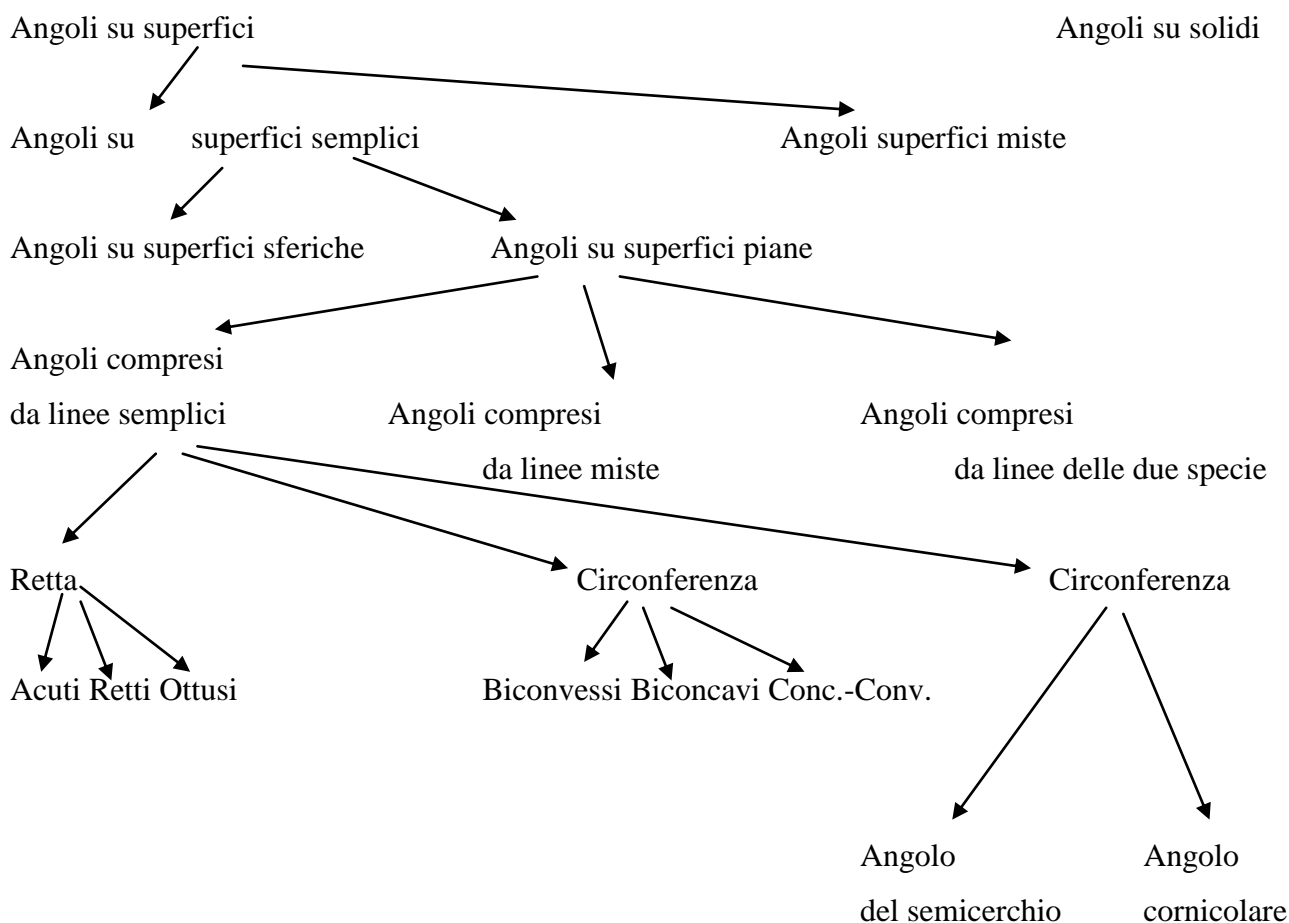 Angoli su superfici Angoli su solidi
Angoli su superfici semplici Angoli superfici miste
Angoli su superfici sferiche Angoli su superfici piane
Angoli compresi
da linee semplici Angoli compresi Angoli compresi
da linee miste da linee delle due specie
Retta Circonferenza Circonferenza
Acuti Retti Ottusi Biconvessi Biconcavi Conc.-Conv.
Angolo Angolo
del semicerchio cornicolare